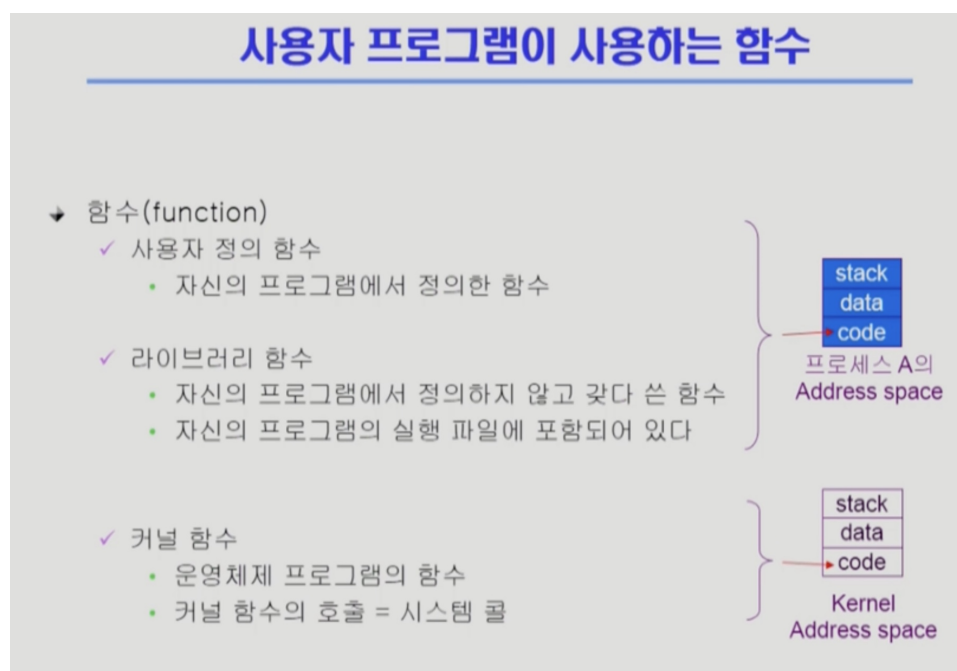 사용자 프로그램이 사용하는 함수
함수(function)
사용자 정의 함수
자신의 프로그램에서 정의한 함수
라이브러리 함수
자신의 프로그램에서 정의하지 않고 갖다 쓴 함수
자신의 프로그램의 실행 파일에 포함되어 있다
stack
data
code
프로세스 A의
Address space
커널 함수
운영체제 프로그램의 함수
커널 함수의 호출 = 시스템 콜
stack
data
code
Kernel
Address space